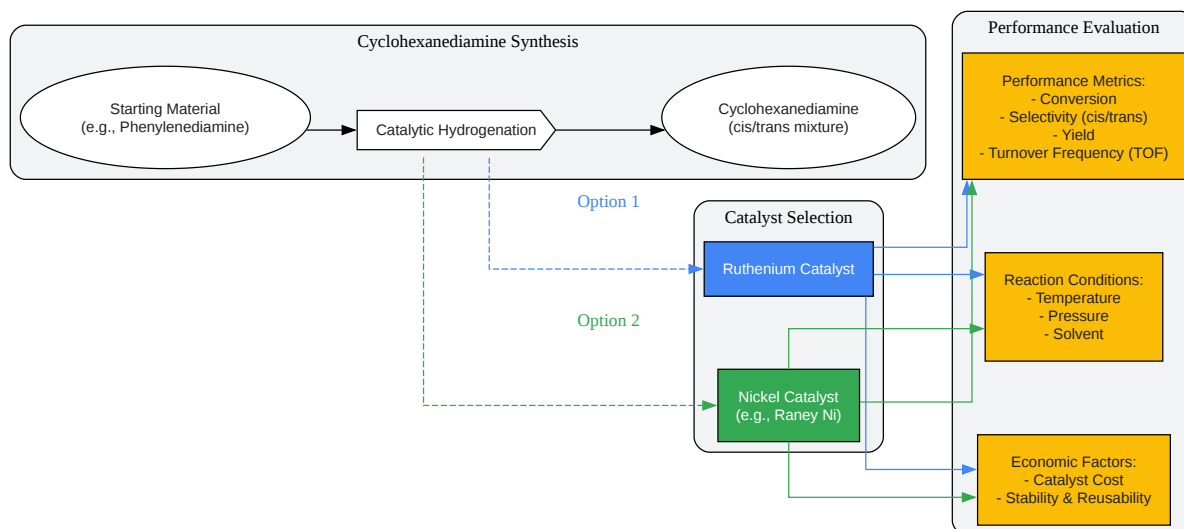 Cyclohexanediamine Synthesis
Starting Material
(e.g., Phenylenediamine)
Catalytic Hydrogenation
Cyclohexanediamine
(cis/trans mixture)
Performance Evaluation
Performance Metrics:
- Conversion
- Selectivity (cis/trans)
- Yield
- Turnover Frequency (TOF)
Option 1
Catalyst Selection
Ruthenium Catalyst
Reaction Conditions:
- Temperature
- Pressure
- Solvent
Option 2
Nickel Catalyst
(e.g., Raney Ni)
Economic Factors:
- Catalyst Cost
- Stability & Reusability